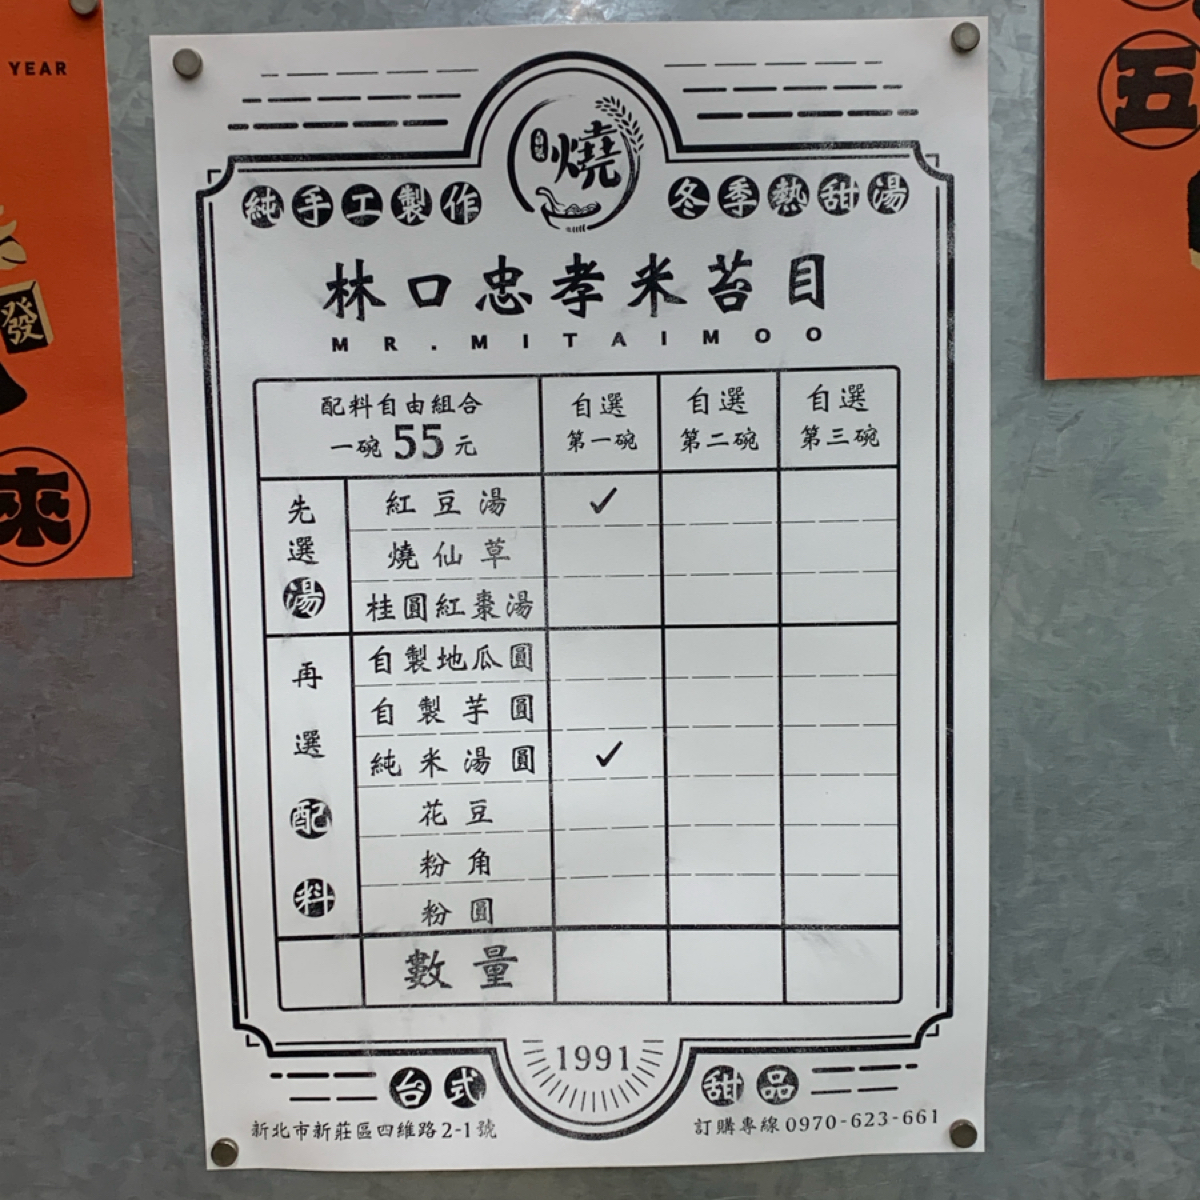 YEAR
發
來
五
燒
純手工製作
冬季熱甜湯
林口忠孝米苔目
MR.MITAIMOO
配料自由組合
一碗55元
自選
第一碗
自選
第二碗
自選
第三碗
先選湯
紅豆湯 ✓
燒仙草
桂圓紅棗湯
再選配料
自製地瓜圓
自製芋圓
純米湯圓 ✓
花豆
粉角
粉圓
數量
1991
台式
甜品
新北市新莊區四維路2-1號
訂購專線0970-623-661